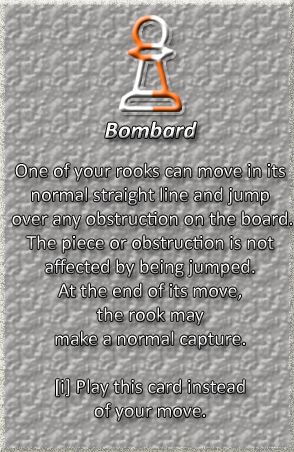 Bombard
One of your rooks can move in its
normal straight line and jump
over any obstruction on the board.
The piece or obstruction is not
affected by being jumped.
At the end of its move,
the rook may
make a normal capture.
[i] Play this card instead
of your move.